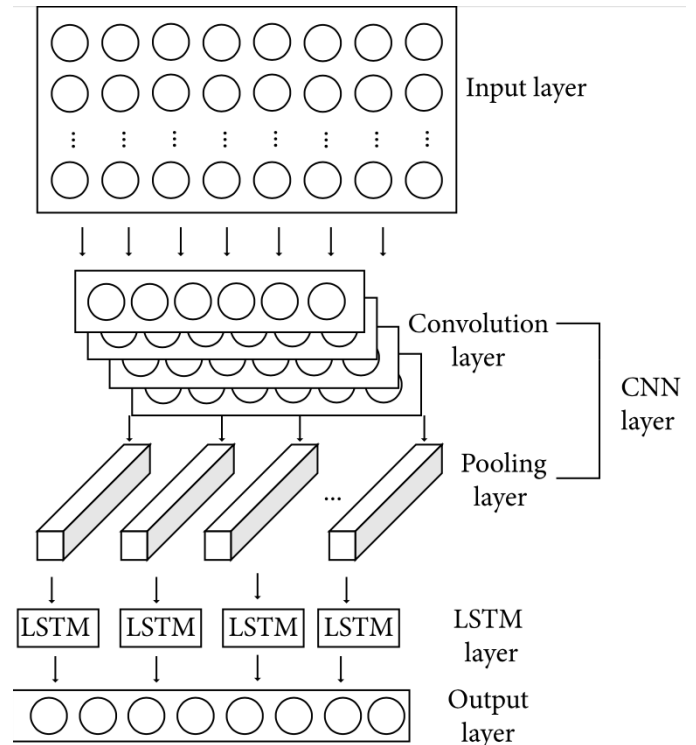 Input layer
Convolution
layer
CNN
layer
Pooling
layer
...
LSTM
LSTM
LSTM
LSTM
LSTM
layer
Output
layer